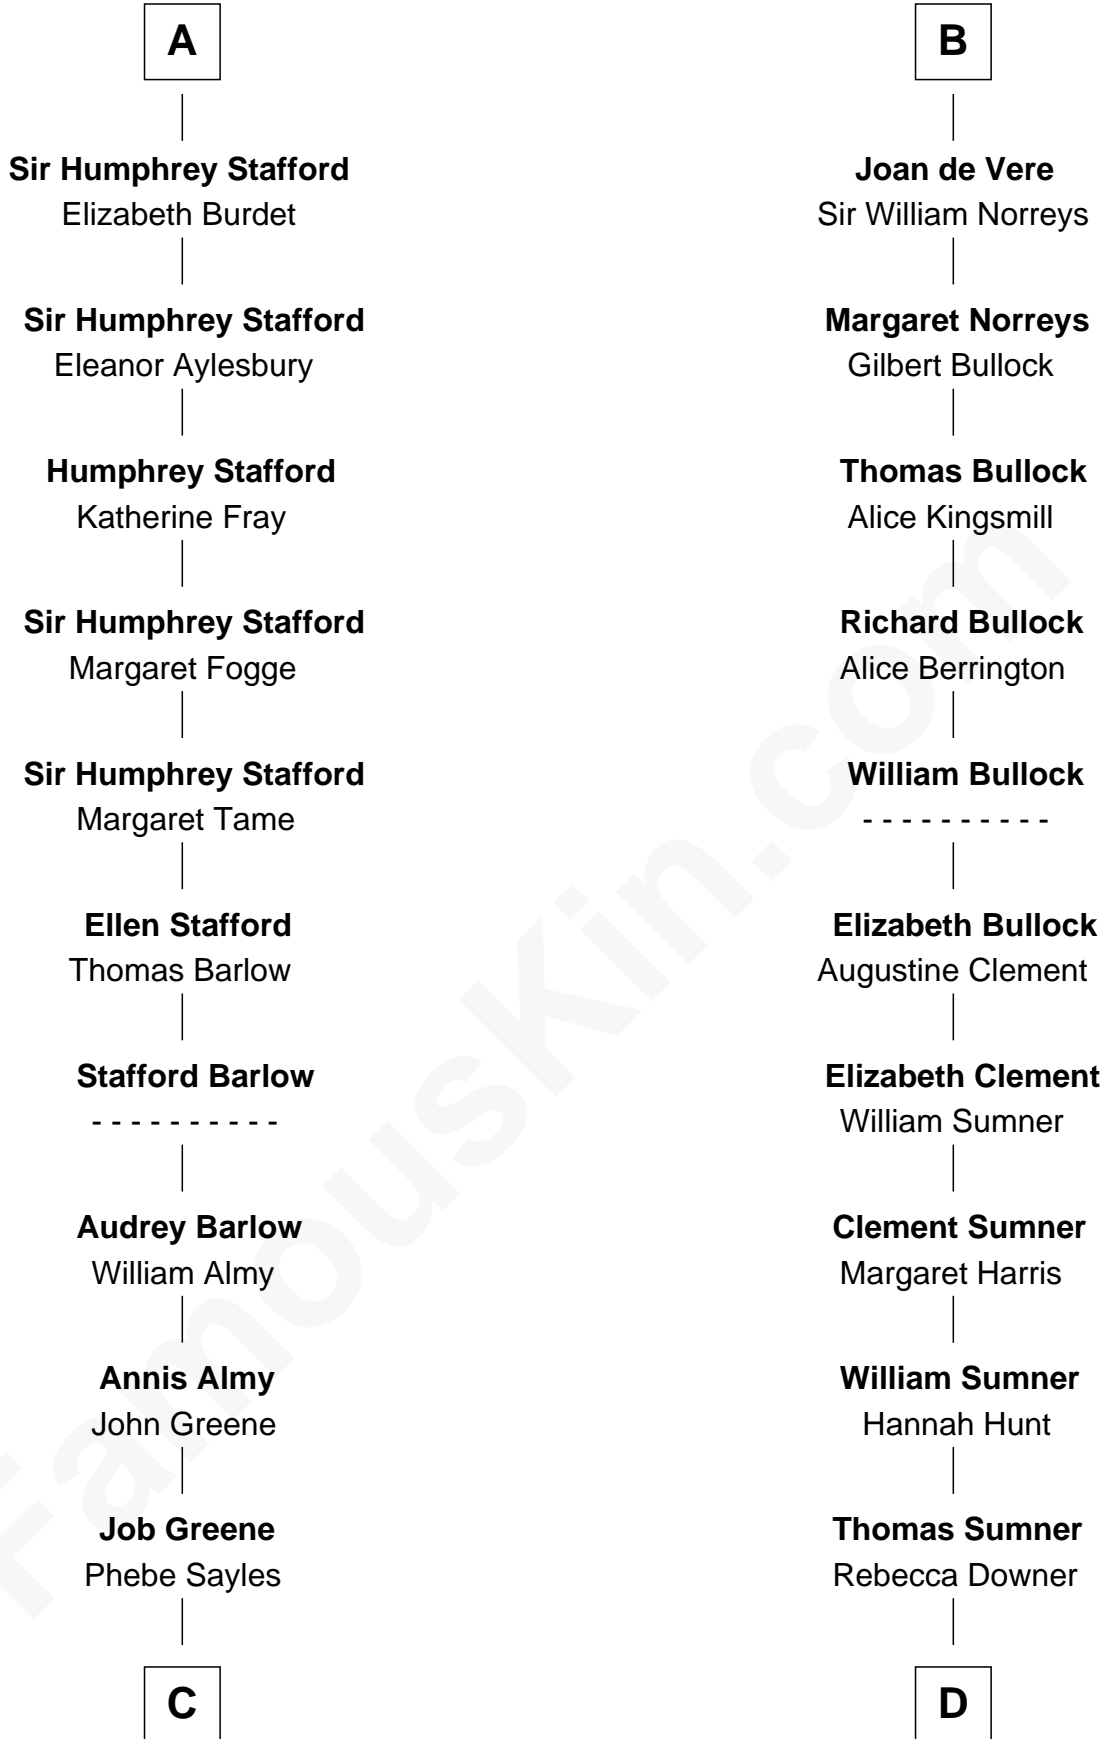 A
Sir Humphrey Stafford
Elizabeth Burdet
Sir Humphrey Stafford
Eleanor Aylesbury
Humphrey Stafford
Katherine Fray
Sir Humphrey Stafford
Margaret Fogge
Sir Humphrey Stafford
Margaret Tame
Ellen Stafford
Thomas Barlow
Stafford Barlow
- - - - - - - - - -
Audrey Barlow
William Almy
Annis Almy
John Greene
Job Greene
Phebe Sayles
C
B
Joan de Vere
Sir William Norreys
Margaret Norreys
Gilbert Bullock
Thomas Bullock
Alice Kingsmill
Richard Bullock
Alice Berrington
William Bullock
- - - - - - - - - -
Elizabeth Bullock
Augustine Clement
Elizabeth Clement
William Sumner
Clement Sumner
Margaret Harris
William Sumner
Hannah Hunt
Thomas Sumner
Rebecca Downer
D
FamousKin.com